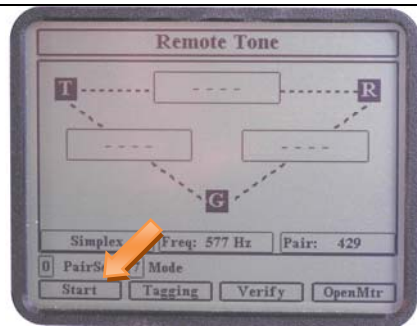 Remote Tone
- - - -
T R
- - - - - - - -
G
Simplex Freq: 577 Hz Pair: 429
0 Mode
Start Tagging Verify OpenMtr